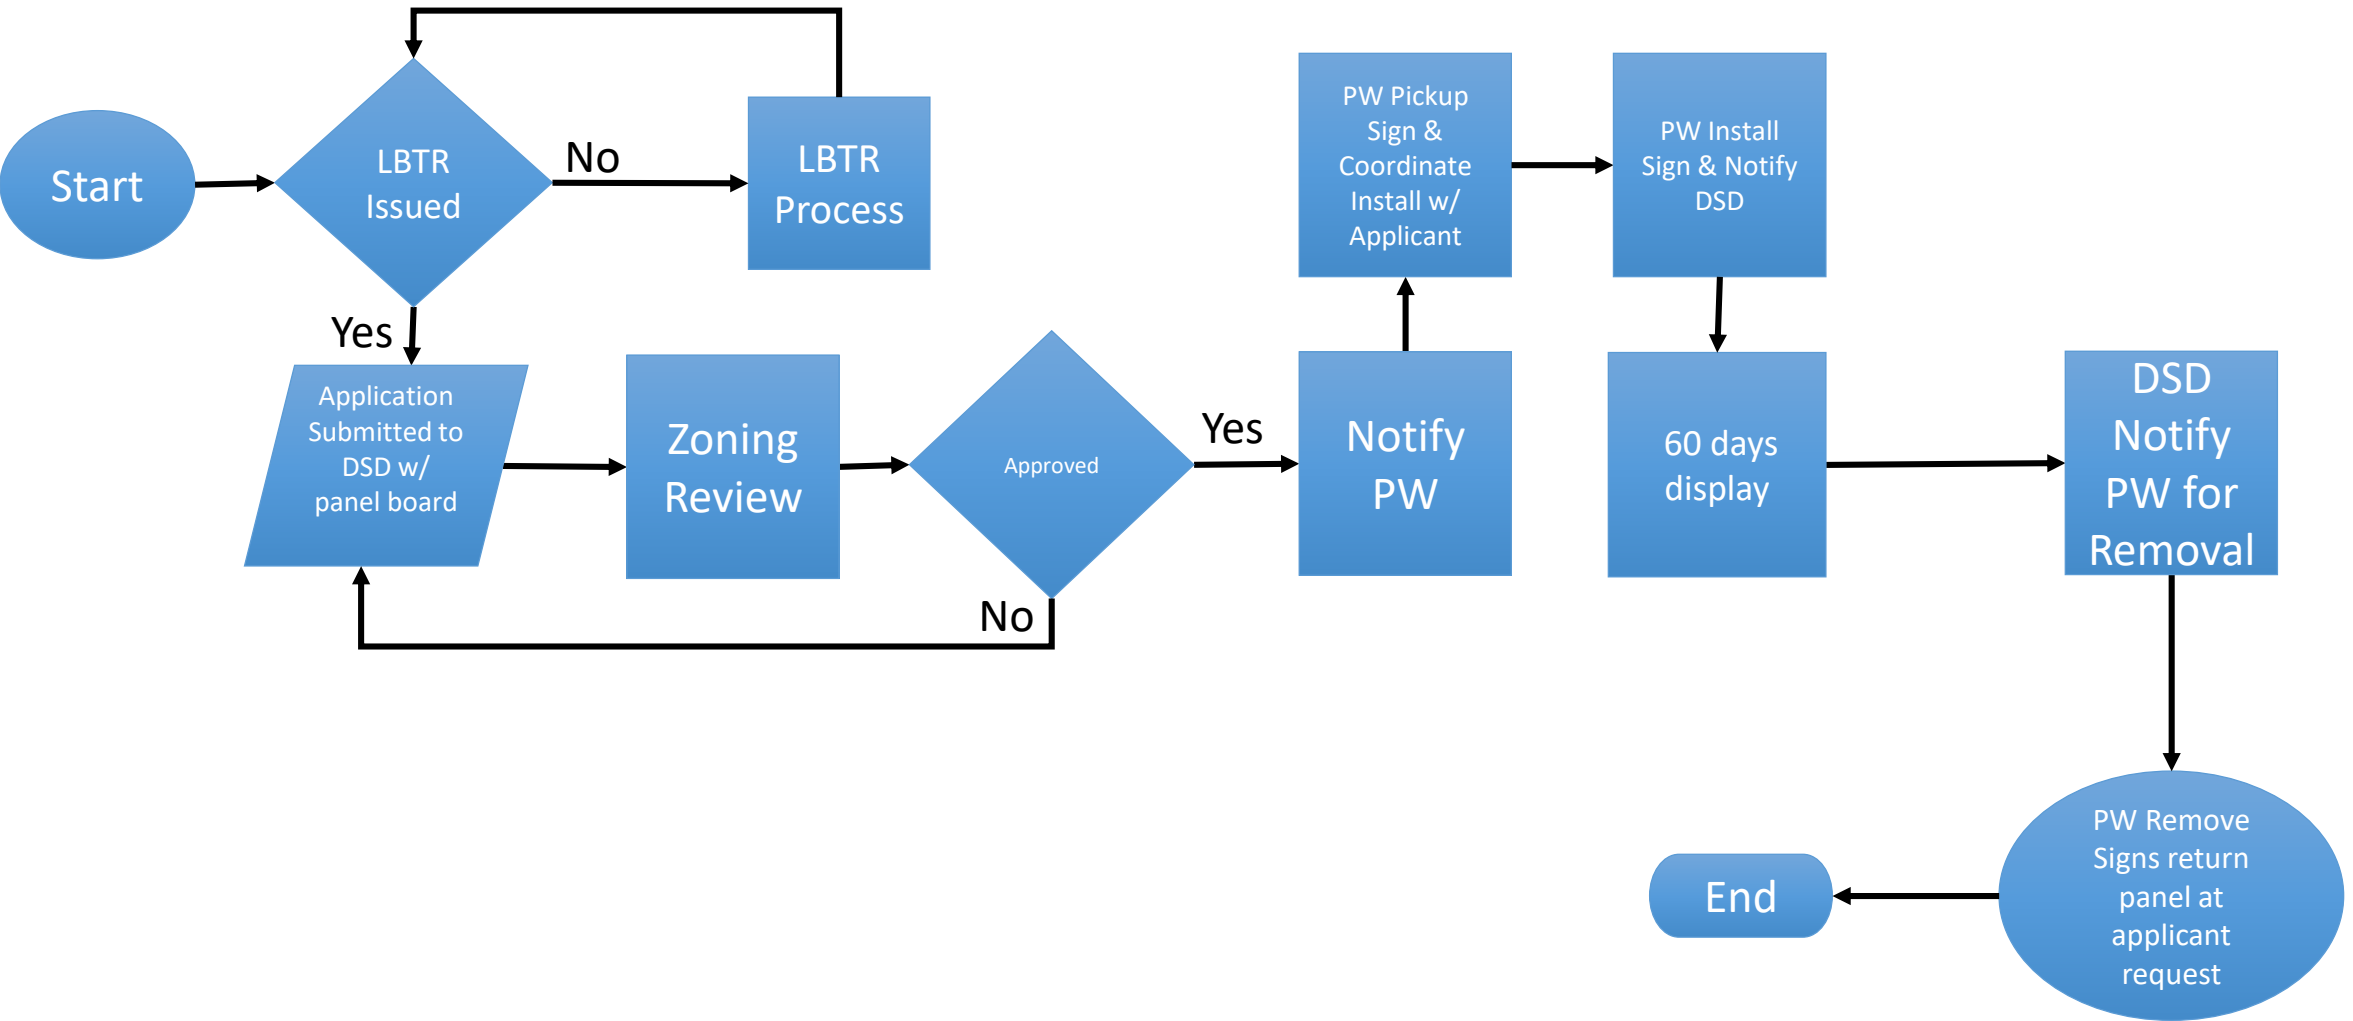 Start
LBTR
Issued
No
LBTR
Process
Yes
Application
Submitted to
DSD w/
panel board
Zoning
Review
Approved
No
Yes
Notify
PW
PW Pickup
Sign &
Coordinate
Install w/
Applicant
PW Install
Sign & Notify
DSD
60 days
display
DSD
Notify
PW for
Removal
PW Remove
Signs return
panel at
applicant
request
End